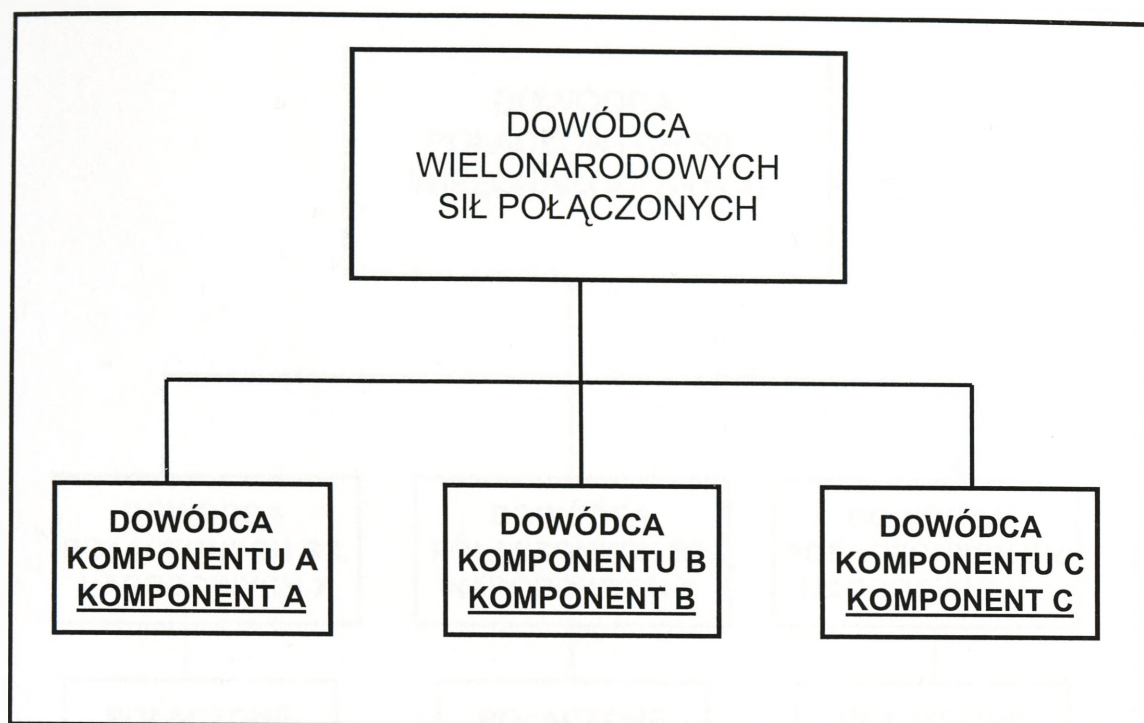 DOWÓDCA
WIELONARODOWYCH
SIŁ POŁĄCZONYCH
DOWÓDCA
KOMPONENTU A
KOMPONENT A
DOWÓDCA
KOMPONENTU B
KOMPONENT B
DOWÓDCA
KOMPONENTU C
KOMPONENT C